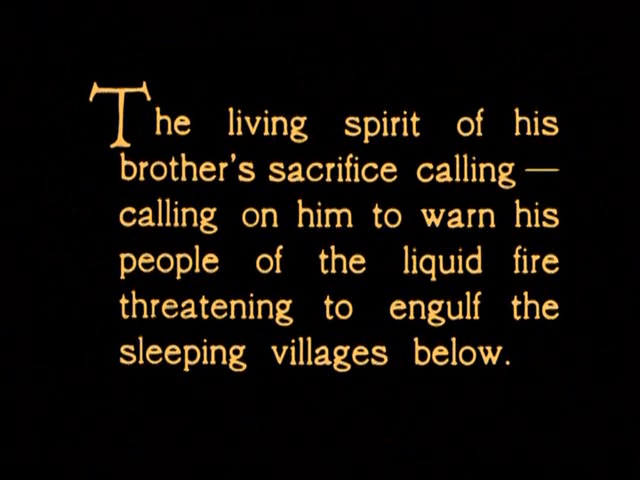 The living spirit of his
brother's sacrifice calling —
calling on him to warn his
people of the liquid fire
threatening to engulf the
sleeping villages below.